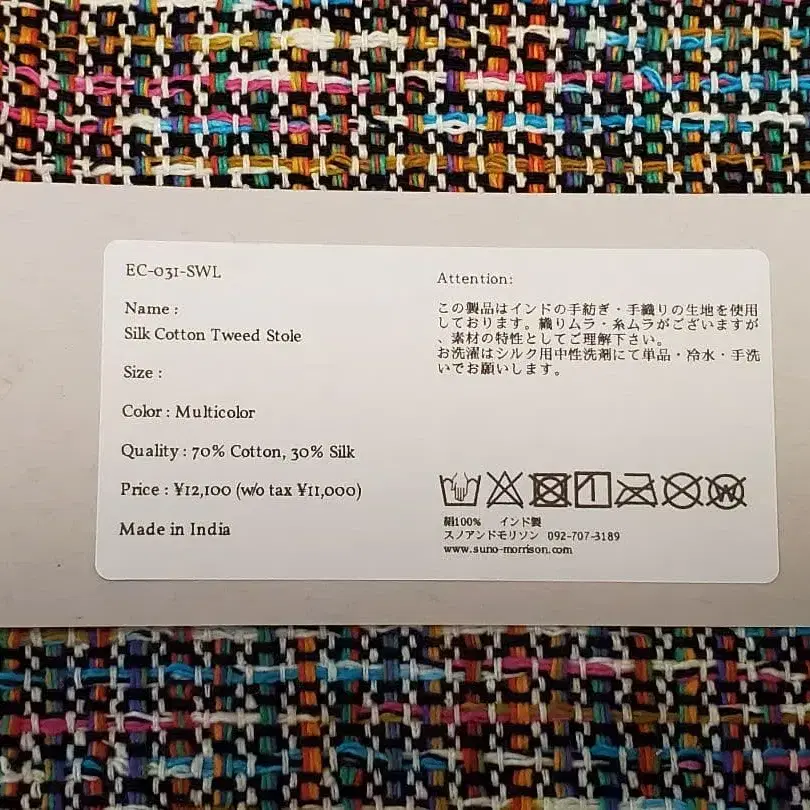 EC-031-SWL
Name :
Silk Cotton Tweed Stole
Size :
Color : Multicolor
Quality : 70% Cotton, 30% Silk
Price : ¥12,100 (w/o tax ¥11,000)
Made in India
Attention:
この製品はインドの手紡ぎ・手織りの生地を使用
しております。織りムラ・糸ムラがございますが
、素材の特性としてご理解下さい。
お洗濯はシルク用中性洗剤にて単品・冷水・手洗
いでお願いします。
W
絹100% インド製
スノアンドモリソン 092-707-3189
www.suno-morrison.com